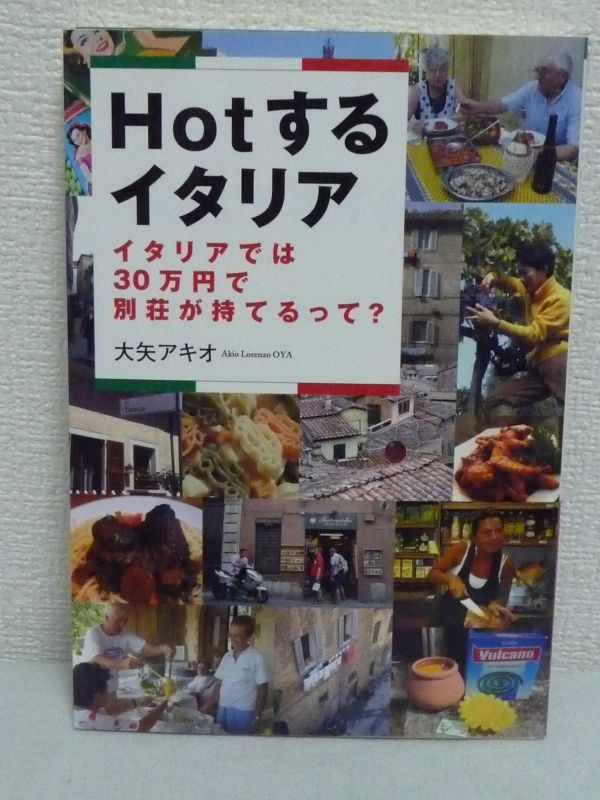 Hotする
イタリア
イタリアでは
30万円で
別荘が持てるって?
大矢アキオ Akio Lorenzo OYA
Vulcano